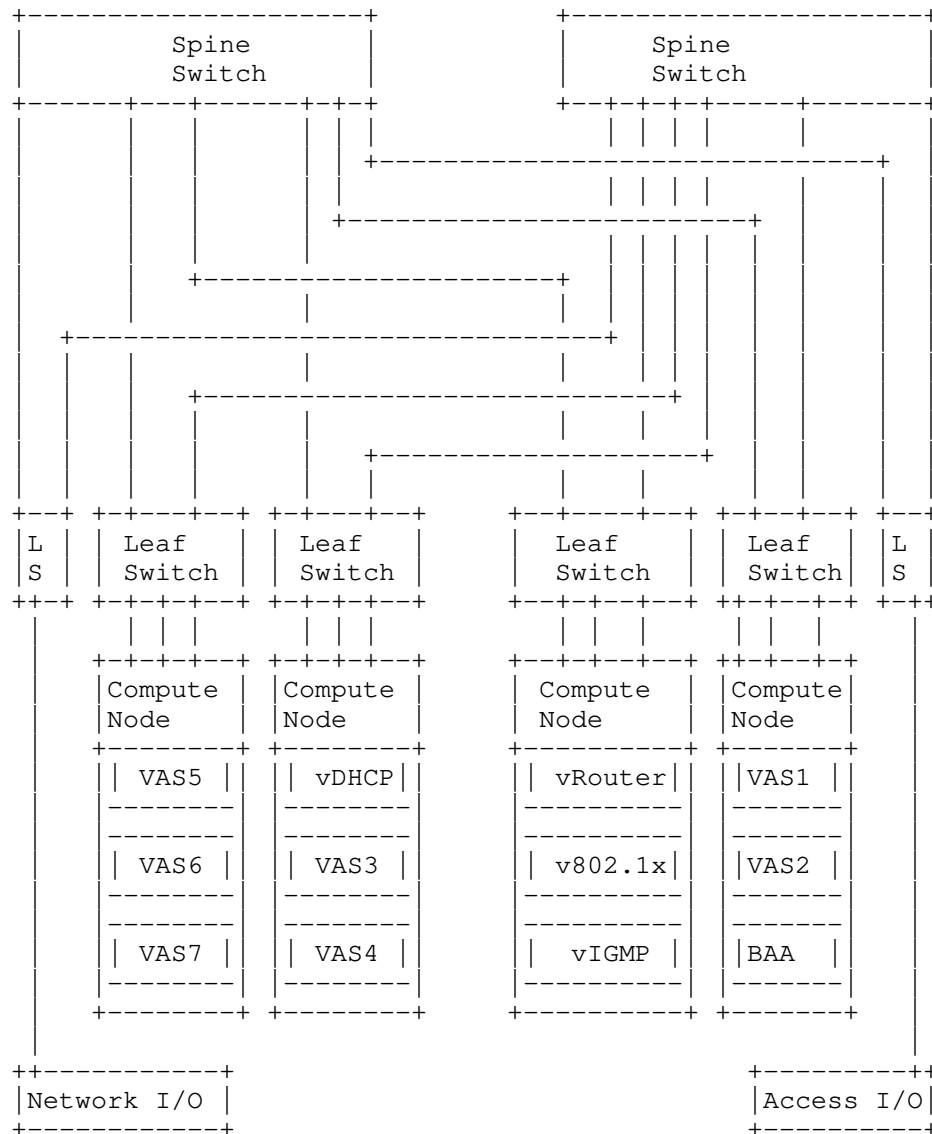 Spine Spine
Switch Switch
L Leaf Leaf Leaf Leaf L
S Switch Switch Switch Switch S
Compute Compute Compute Compute
Node Node Node Node
VAS5 vDHCP vRouter VAS1
VAS6 VAS3 v802.1x VAS2
VAS7 VAS4 vIGMP BAA
Network I/O Access I/O